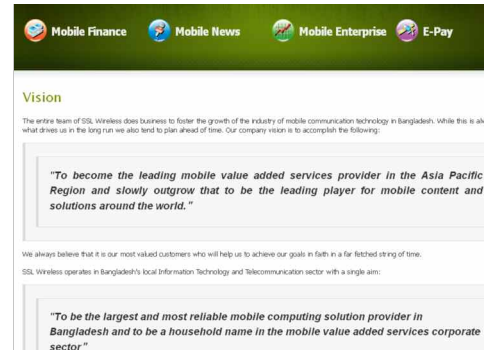 Mobile Finance Mobile News Mobile Enterprise E-Pay
Vision
The entire team of SSL Wireless does business to foster the growth of the industry of mobile communication technology in Bangladesh. While this is
what drives us in the long run we also tend to plan ahead of time. Our company vision is to accomplish the following:
"To become the leading mobile value added services provider in the Asia Pacific
Region and slowly outgrow that to be the leading player for mobile content and
solutions around the world."
We always believe that it is our most valued customers who will help us to achieve our goals in faith in a far fetched string of time.
SSL Wireless operates in Bangladesh's local Information Technology and Telecommunication sector with a single aim:
"To be the largest and most reliable mobile computing solution provider in
Bangladesh and to be a household name in the mobile value added services corporate
sector"